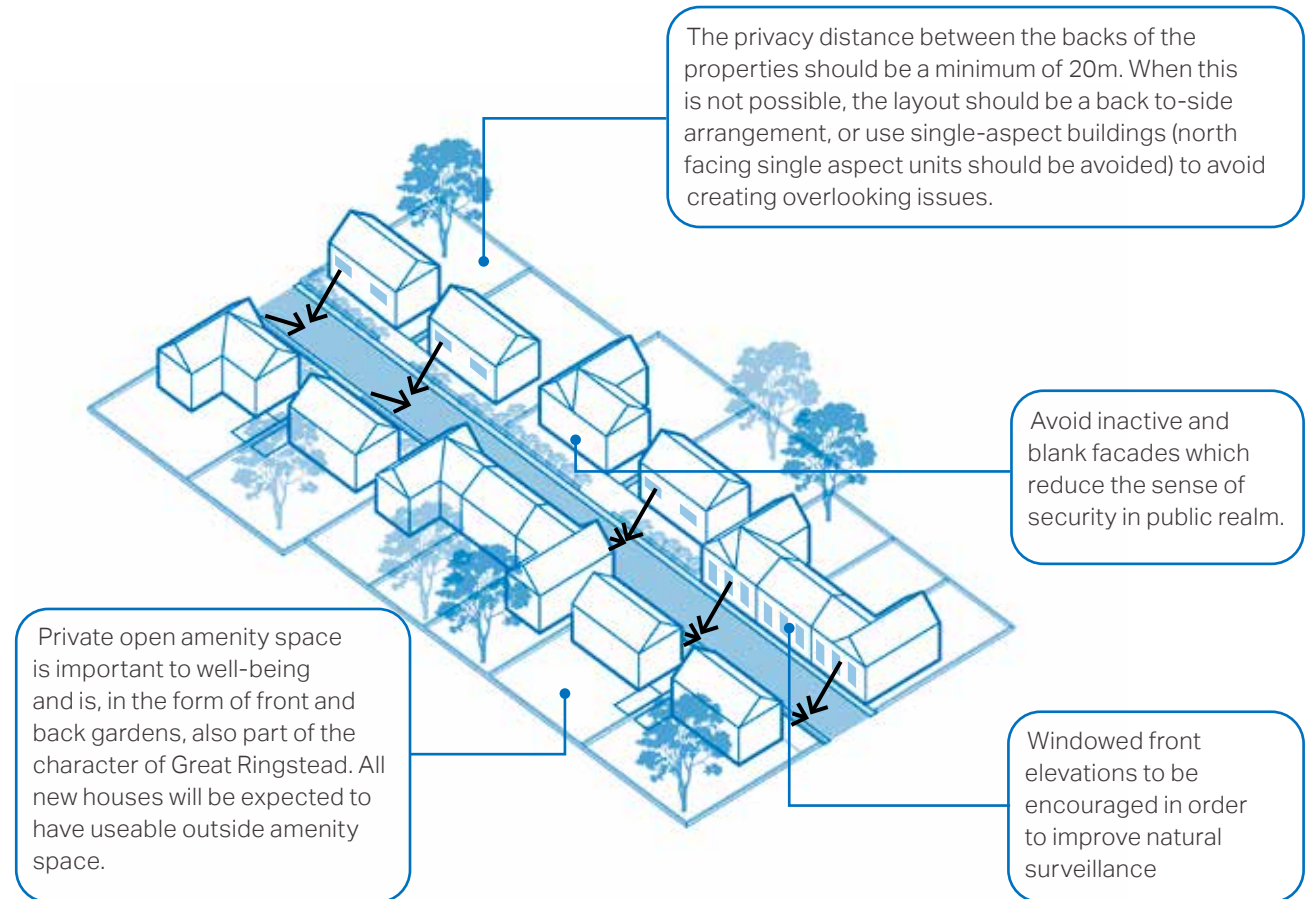 The privacy distance between the backs of the
properties should be a minimum of 20m. When this
is not possible, the layout should be a back to-side
arrangement, or use single-aspect buildings (north
facing single aspect units should be avoided) to avoid
creating overlooking issues.
Avoid inactive and
blank facades which
reduce the sense of
security in public realm.
Private open amenity space
is important to well-being
and is, in the form of front and
back gardens, also part of the
character of Great Ringstead. All
new houses will be expected to
have useable outside amenity
space.
Windowed front
elevations to be
encouraged in order
to improve natural
surveillance